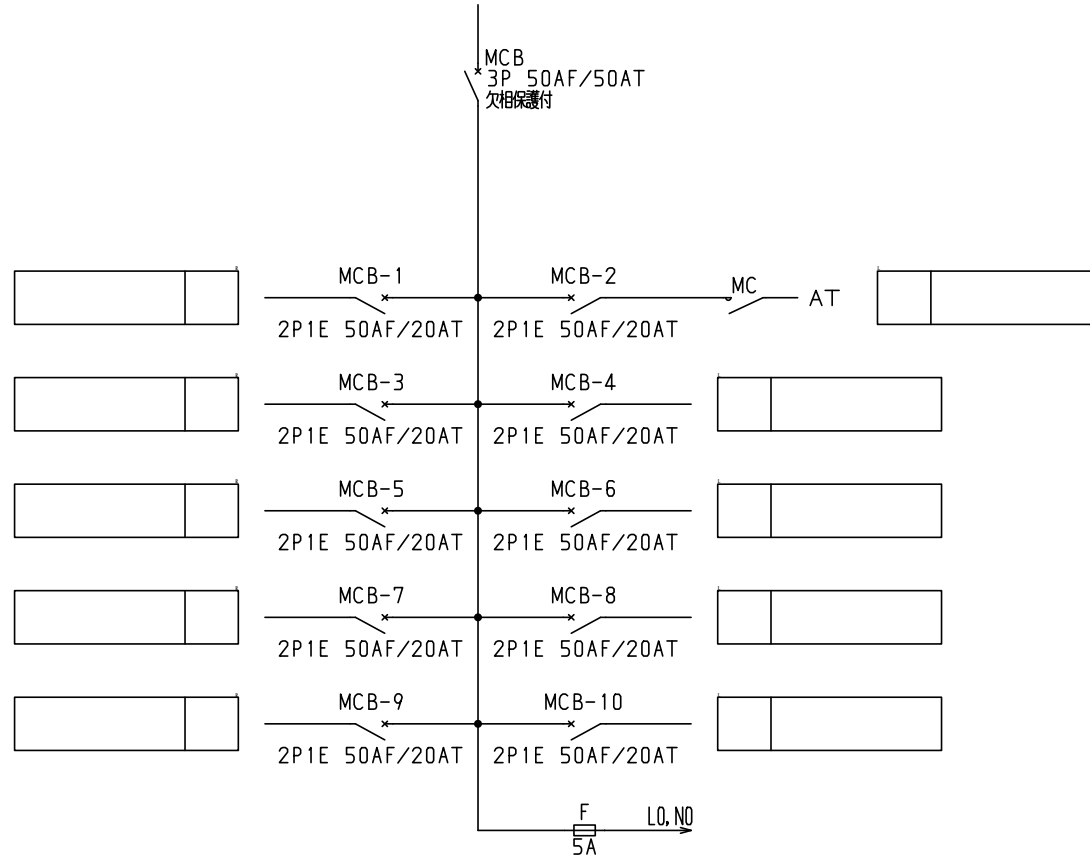 MCB
3P 50AF/50AT
欠相保護付
MCB-1
2P1E 50AF/20AT
MCB-2
2P1E 50AF/20AT
MC
AT
MCB-3
2P1E 50AF/20AT
MCB-4
2P1E 50AF/20AT
MCB-5
2P1E 50AF/20AT
MCB-6
2P1E 50AF/20AT
MCB-7
2P1E 50AF/20AT
MCB-8
2P1E 50AF/20AT
MCB-9
2P1E 50AF/20AT
MCB-10
2P1E 50AF/20AT
F
5A
L0,N0